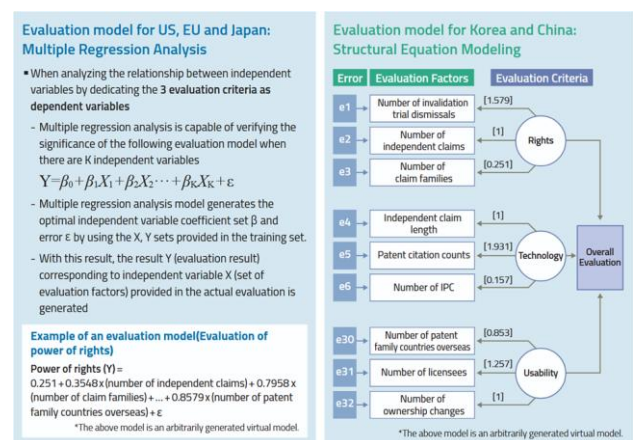 Evaluation model for US, EU and Japan:
Multiple Regression Analysis
▪ When analyzing the relationship between independent
variables by dedicating the 3 evaluation criteria as
dependent variables
- Multiple regression analysis is capable of verifying the
significance of the following evaluation model when
there are K independent variables
Y=β₀+β₁X₁+β₂X₂⋯+βᴋXᴋ+ε
- Multiple regression analysis model generates the
optimal independent variable coefficient set β and
error ε by using the X, Y sets provided in the training set.
- With this result, the result Y (evaluation result)
corresponding to independent variable X (set of
evaluation factors) provided in the actual evaluation is
generated
Example of an evaluation model(Evaluation of
power of rights)
Power of rights (Y) =
0.251 + 0.3548 x (number of independent claims) + 0.7958 x
(number of claim families) + ... + 0.8579 x (number of patent
family countries overseas) + ε
*The above model is an arbitrarily generated virtual model.
Evaluation model for Korea and China:
Structural Equation Modeling
Error Evaluation Factors Evaluation Criteria
e1 Number of invalidation
trial dismissals [1.579]
e2 Number of
independent claims [1] Rights
e3 Number of
claim families [0.251]
e4 Independent claim
length [1]
e5 Patent citation counts [1.931] Technology Overall
Evaluation
e6 Number of IPC [0.157]
e30 Number of patent
family countries overseas [0.853]
e31 Number of licensees [1.257] Usability
e32 Number of
ownership changes [1]
*The above model is an arbitrarily generated virtual model.